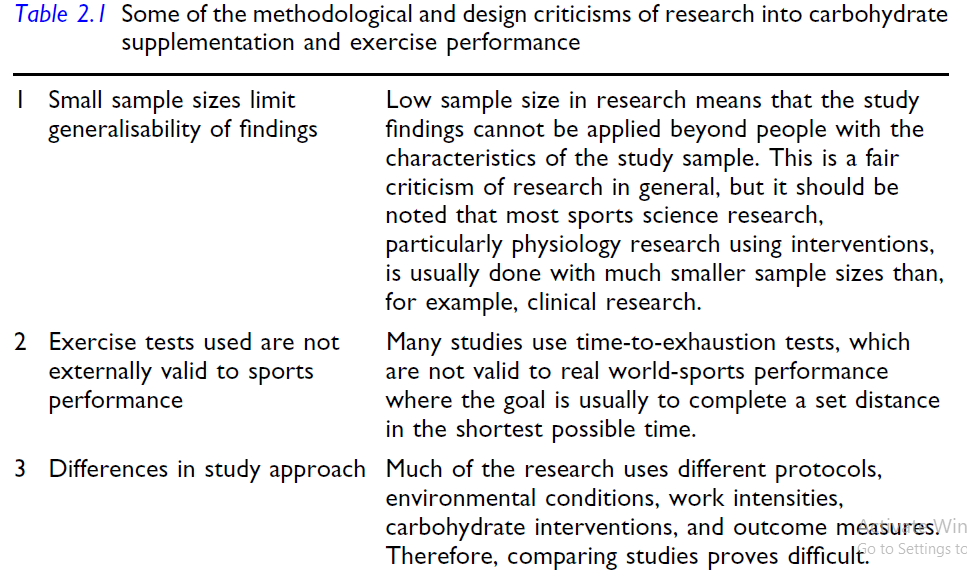 Table 2.1 Some of the methodological and design criticisms of research into carbohydrate
supplementation and exercise performance
1 Small sample sizes limit
generalisability of findings
Low sample size in research means that the study
findings cannot be applied beyond people with the
characteristics of the study sample. This is a fair
criticism of research in general, but it should be
noted that most sports science research,
particularly physiology research using interventions,
is usually done with much smaller sample sizes than,
for example, clinical research.
2 Exercise tests used are not
externally valid to sports
performance
Many studies use time-to-exhaustion tests, which
are not valid to real world-sports performance
where the goal is usually to complete a set distance
in the shortest possible time.
3 Differences in study approach
Much of the research uses different protocols,
environmental conditions, work intensities,
carbohydrate interventions, and outcome measures.
Therefore, comparing studies proves difficult.
Activate Win
Go to Settings to